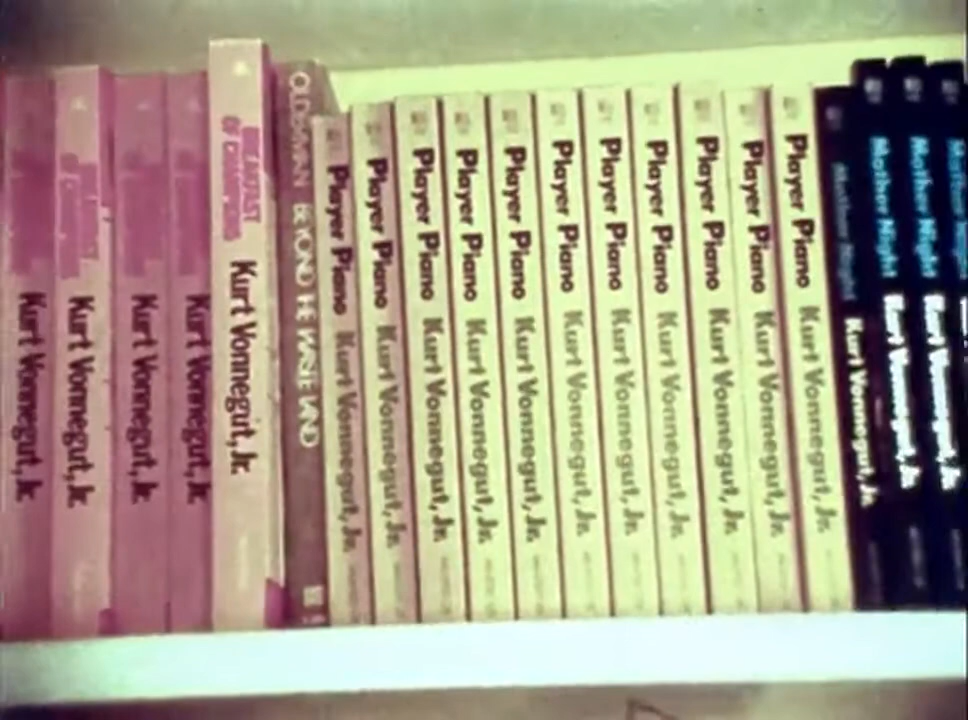 Kurt Vonnegut, Jr.
Kurt Vonnegut, Jr.
Kurt Vonnegut, Jr.
Kurt Vonnegut, Jr.
BREAKFAST
OF CHAMPIONS
Kurt Vonnegut, Jr.
OLDERMAN BEYOND THE WASTE LAND
Player Piano Kurt Vonnegut, Jr.
Player Piano Kurt Vonnegut, Jr.
Player Piano Kurt Vonnegut, Jr.
Player Piano Kurt Vonnegut, Jr.
Player Piano Kurt Vonnegut, Jr.
Player Piano Kurt Vonnegut, Jr.
Player Piano Kurt Vonnegut, Jr.
Player Piano Kurt Vonnegut, Jr.
Player Piano Kurt Vonnegut, Jr.
Player Piano Kurt Vonnegut, Jr.
Player Piano Kurt Vonnegut, Jr.
Mother Night Kurt Vonnegut, Jr.
Mother Night Kurt Vonnegut, Jr.
Mother Night Kurt Vonnegut, Jr.
Mother Night